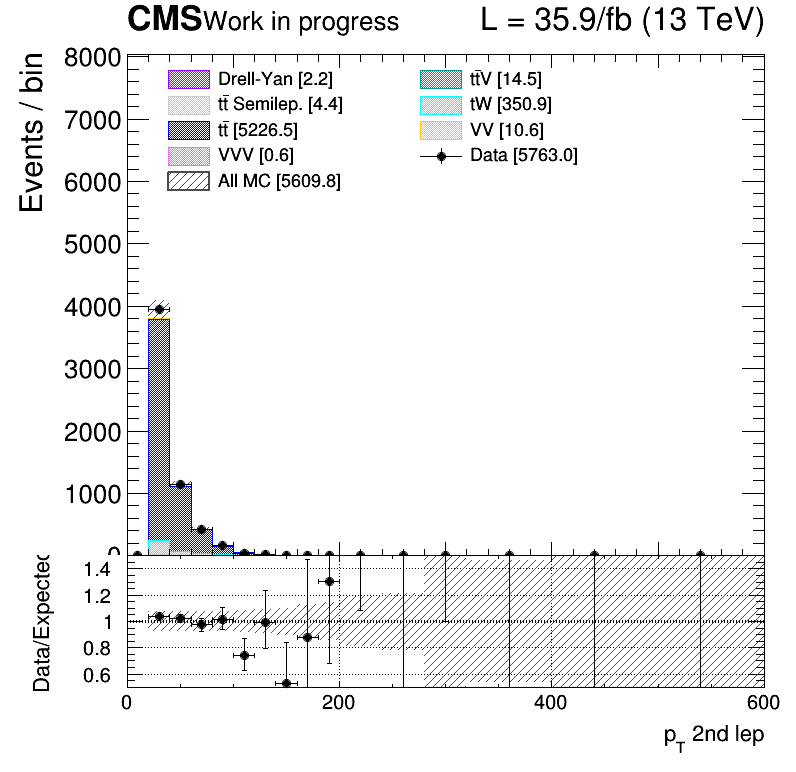 CMS Work in progress L = 35.9/fb (13 TeV)
Events / bin
8000
7000
6000
5000
4000
3000
2000
1000
0
Drell-Yan [2.2]
tt̄ Semilep. [4.4]
tt̄ [5226.5]
VVV [0.6]
All MC [5609.8]
tt̄V [14.5]
tW [350.9]
VV [10.6]
Data [5763.0]
Data/Expected
1.4
1.2
1
0.8
0.6
0 200 400 600
p_T 2nd lep